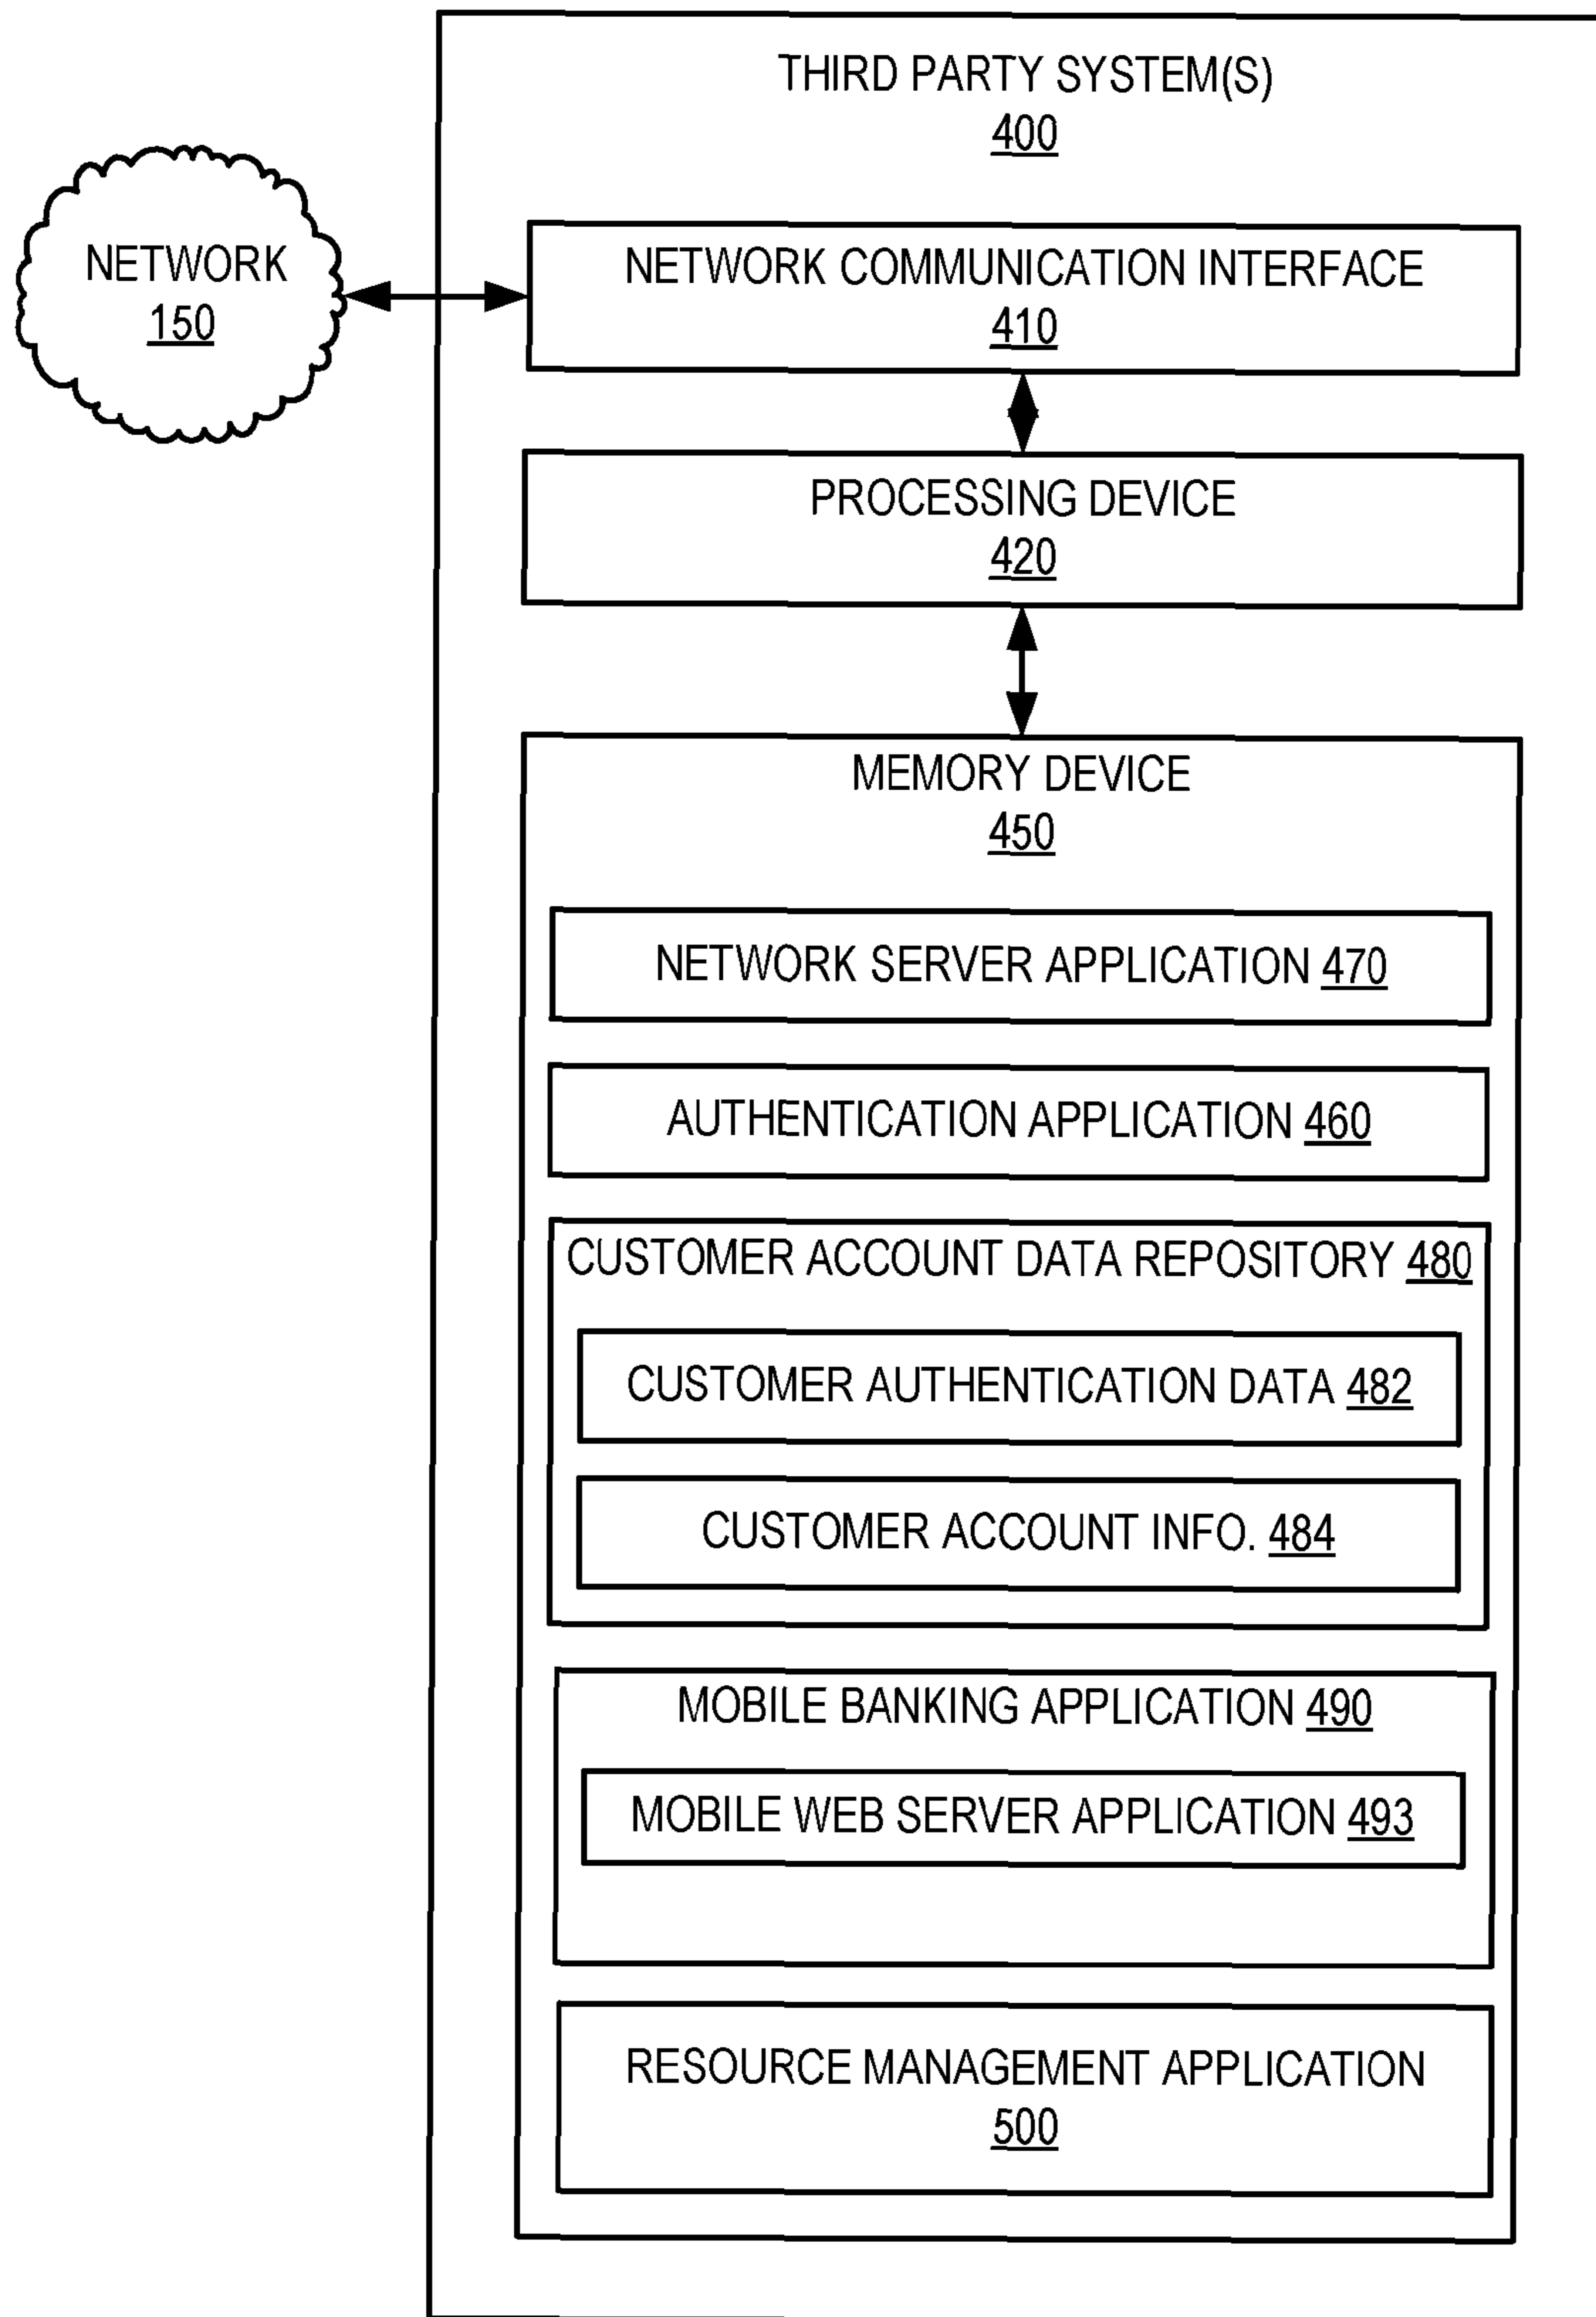 THIRD PARTY SYSTEM(S)
400
NETWORK
150
NETWORK COMMUNICATION INTERFACE
410
PROCESSING DEVICE
420
MEMORY DEVICE
450
NETWORK SERVER APPLICATION 470
AUTHENTICATION APPLICATION 460
CUSTOMER ACCOUNT DATA REPOSITORY 480
CUSTOMER AUTHENTICATION DATA 482
CUSTOMER ACCOUNT INFO. 484
MOBILE BANKING APPLICATION 490
MOBILE WEB SERVER APPLICATION 493
RESOURCE MANAGEMENT APPLICATION
500